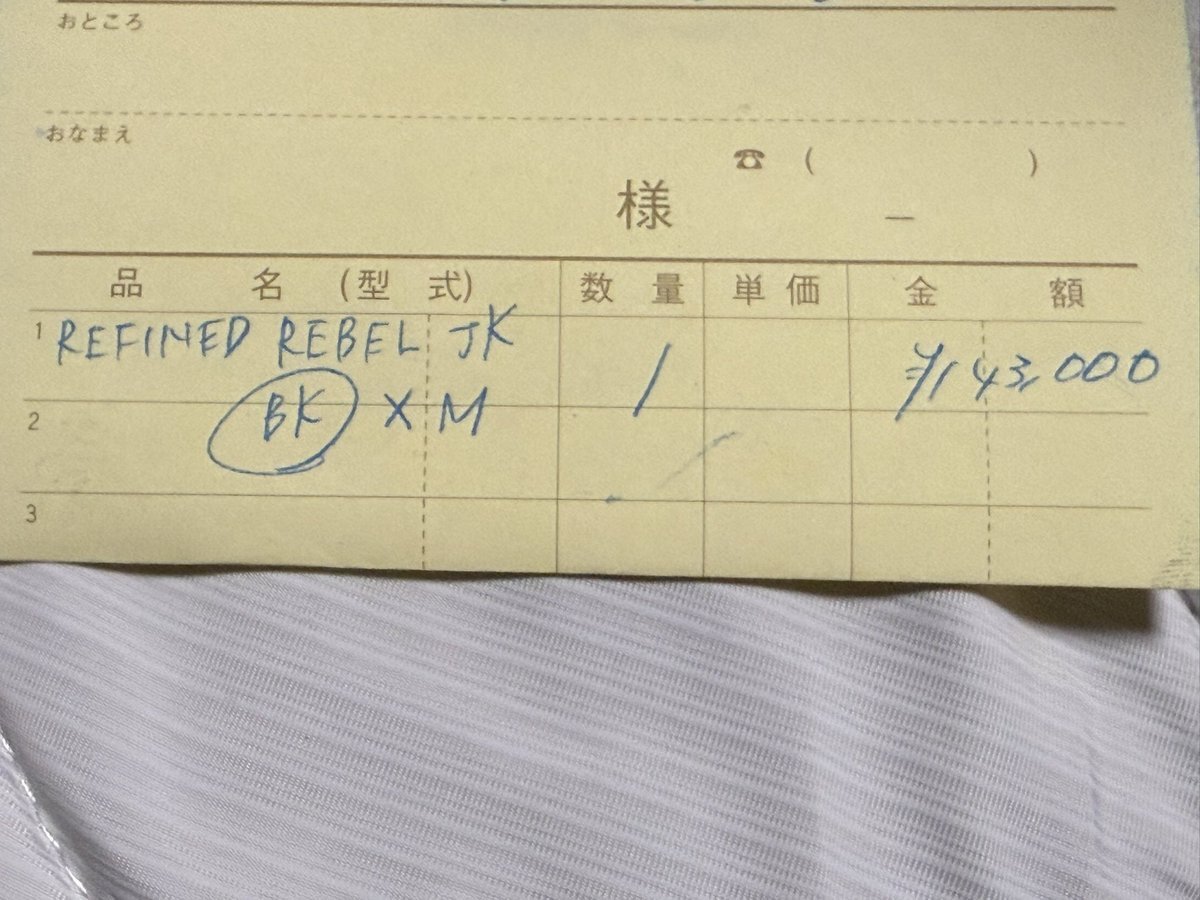 おところ
おなまえ
☎ ( )
様 —
品 名 (型 式) 数 量 単 価 金 額
1 REFINED REBEL JK 1 ¥143,000
2 BK X M
3